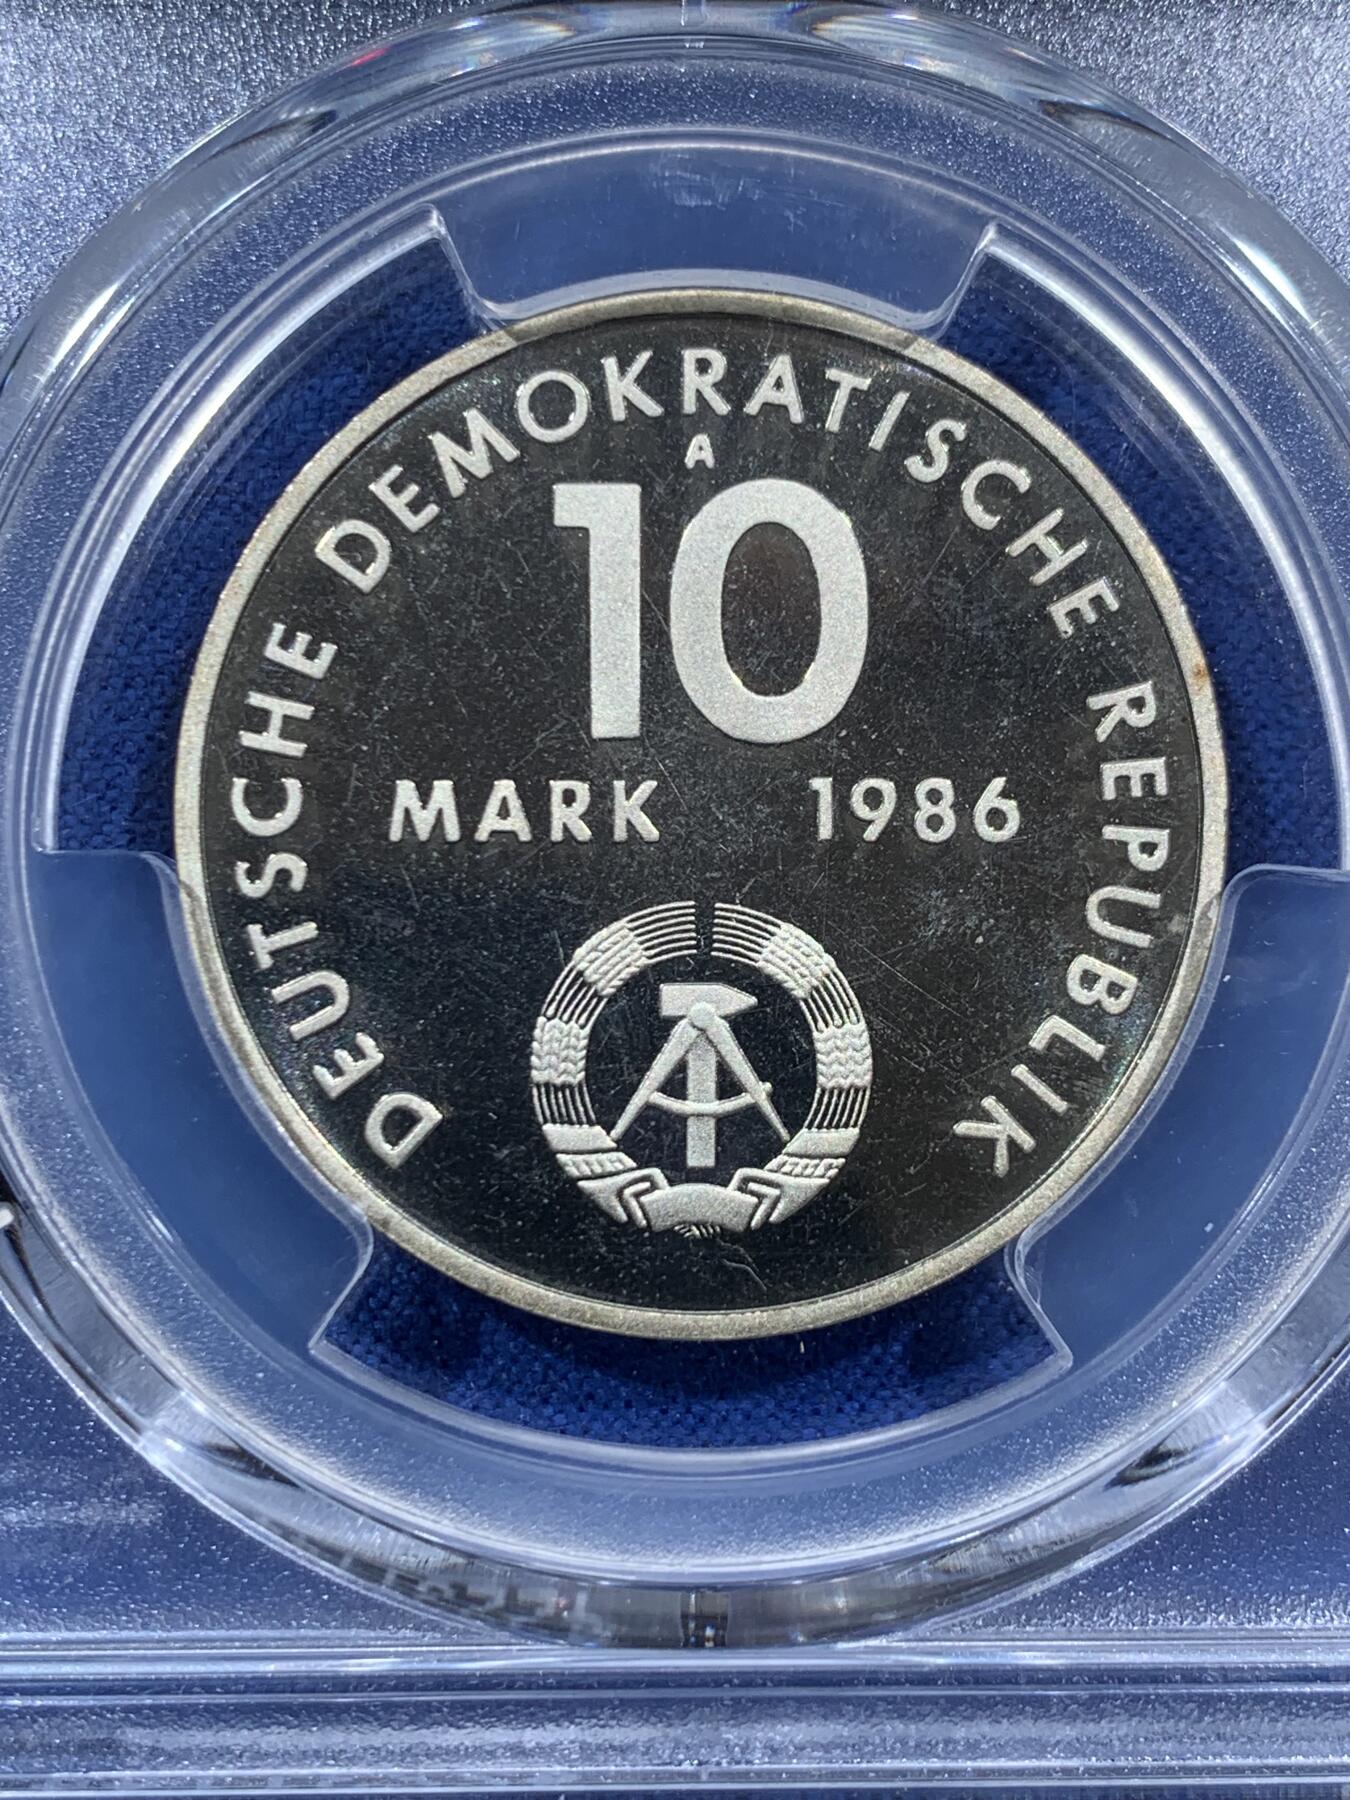 DEUTSCHE DEMOKRATISCHE REPUBLIK
A
10
MARK 1986